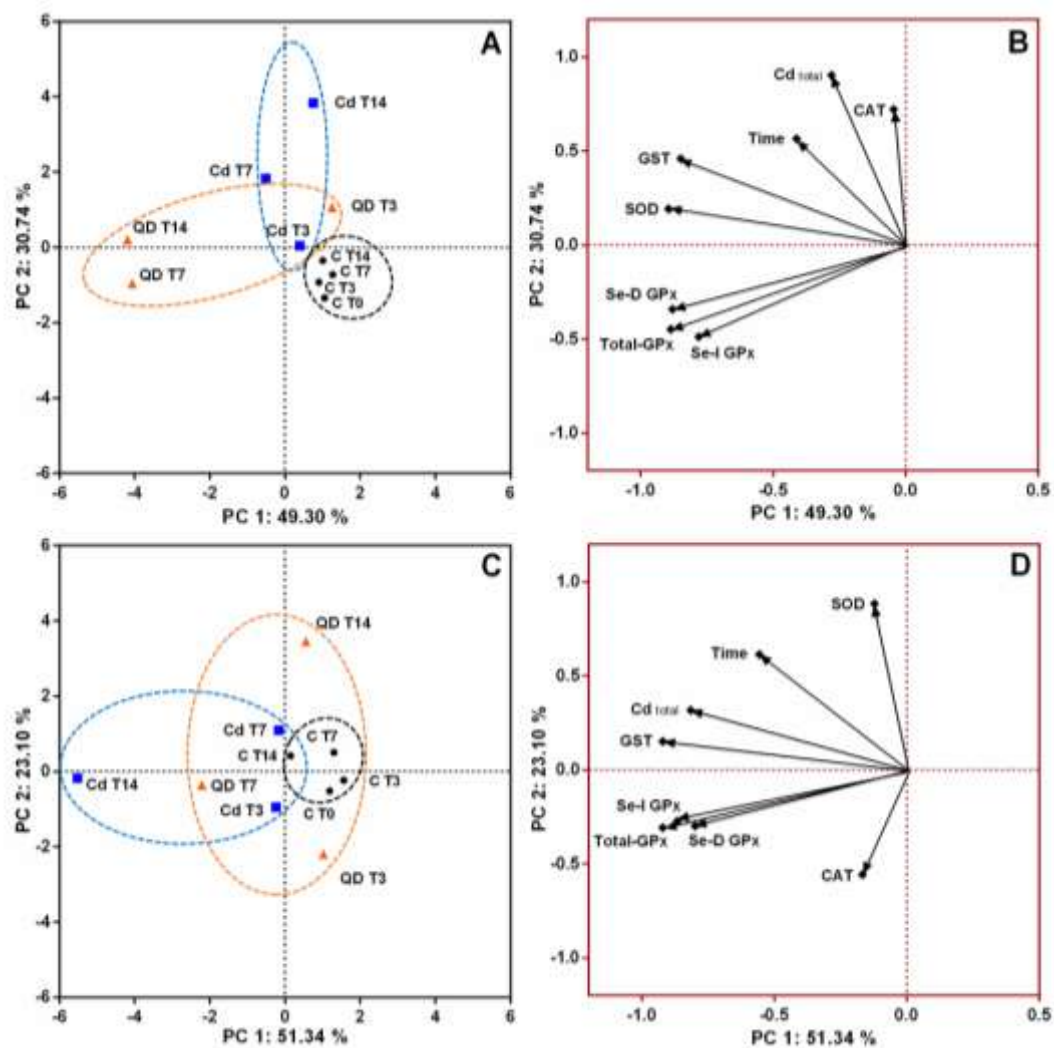 A
6
4
2
0
-2
-4
-6
PC 2: 30.74 %
Cd T14
Cd T7
QD T3
QD T14
Cd T3
QD T7
C T14
C T7
C T3
C T0
-6 -4 -2 0 2 4 6
PC 1: 49.30 %
B
1.0
0.5
0.0
-0.5
-1.0
PC 2: 30.74 %
Cd total
CAT
Time
GST
SOD
Se-D GPx
Total-GPx
Se-I GPx
-1.0 -0.5 0.0 0.5
PC 1: 49.30 %
C
6
4
2
0
-2
-4
-6
PC 2: 23.10 %
QD T14
Cd T7
C T7
C T14
Cd T14
QD T7
C T3
Cd T3
C T0
QD T3
-6 -4 -2 0 2 4 6
PC 1: 51.34 %
D
1.0
0.5
0.0
-0.5
-1.0
PC 2: 23.10 %
SOD
Time
Cd total
GST
Se-I GPx
Total-GPx
Se-D GPx
CAT
-1.0 -0.5 0.0 0.5
PC 1: 51.34 %